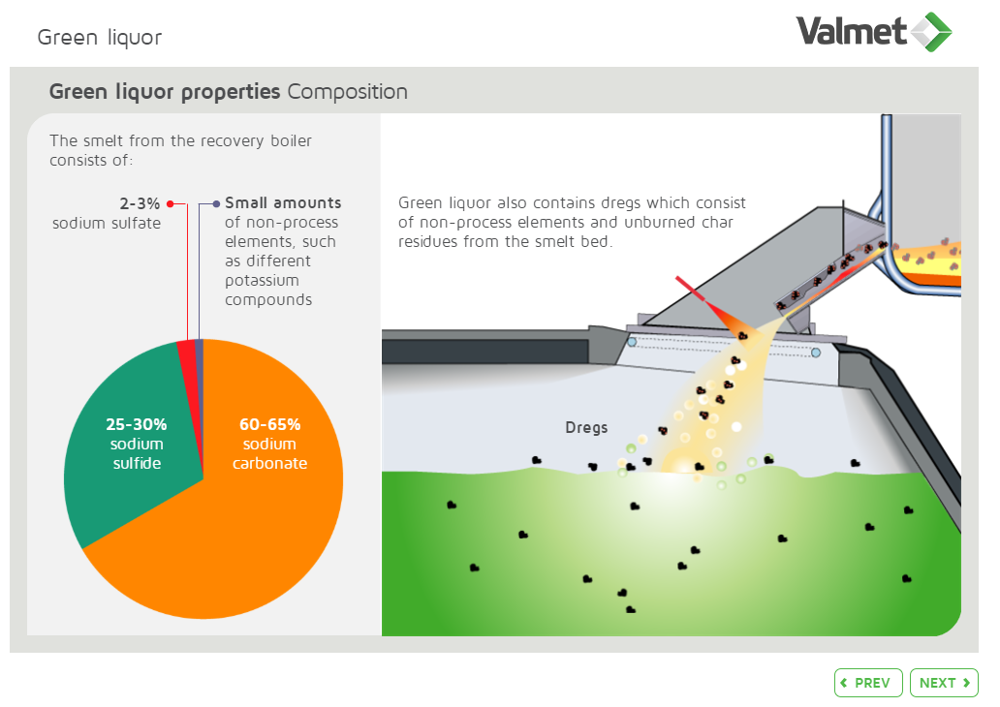 Green liquor
Valmet
Green liquor properties Composition
The smelt from the recovery boiler
consists of:
2-3%
sodium sulfate
Small amounts
of non-process
elements, such
as different
potassium
compounds
25-30%
sodium
sulfide
60-65%
sodium
carbonate
Green liquor also contains dregs which consist
of non-process elements and unburned char
residues from the smelt bed.
Dregs
PREV
NEXT